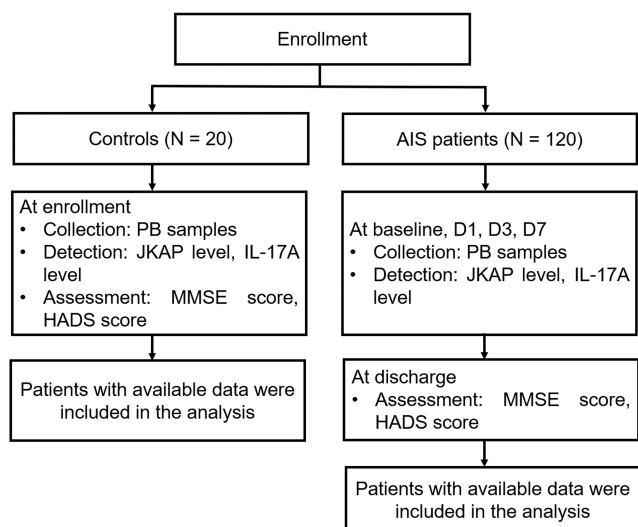 Enrollment
Controls (N = 20)
AIS patients (N = 120)
At enrollment
• Collection: PB samples
• Detection: JKAP level, IL-17A
level
• Assessment: MMSE score,
HADS score
At baseline, D1, D3, D7
• Collection: PB samples
• Detection: JKAP level, IL-17A
level
Patients with available data were
included in the analysis
At discharge
• Assessment: MMSE score,
HADS score
Patients with available data were
included in the analysis